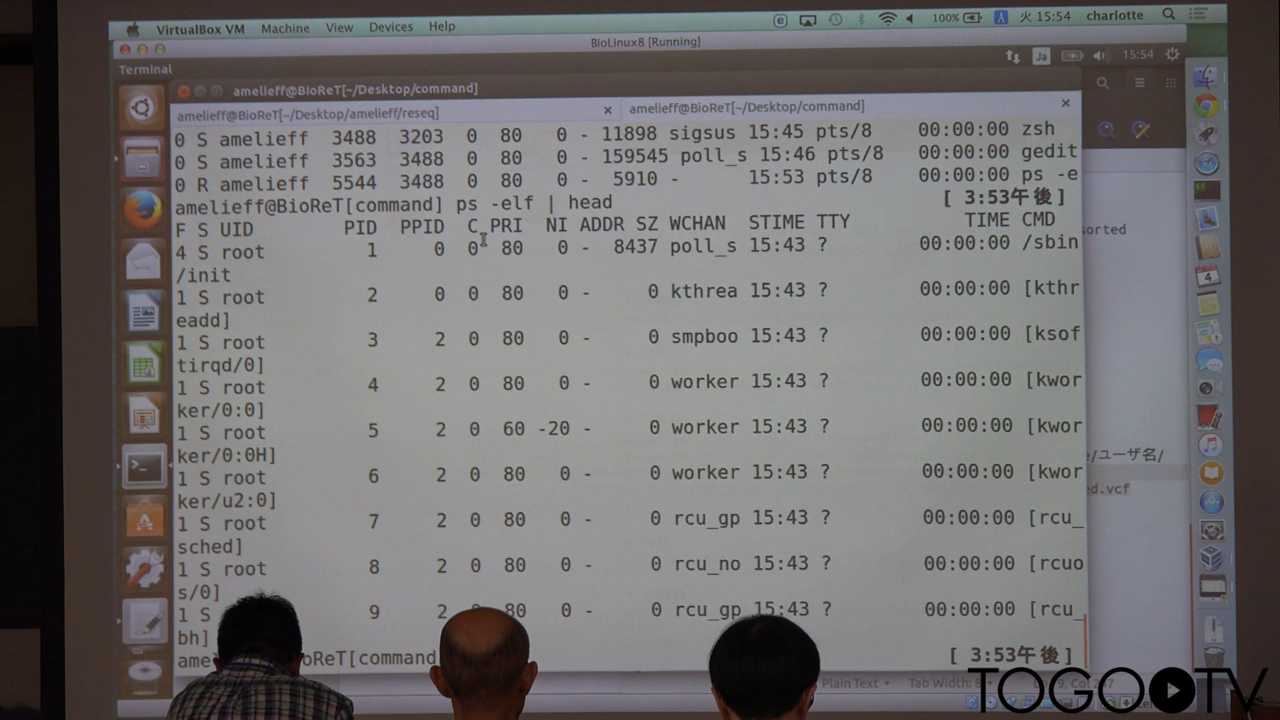 VirtualBox VM Machine View Devices Help 100% 火 15:54 charlotte
BioLinux8 [Running]
Terminal Ja 15:54
amelieff@BioReT[~/Desktop/command]
amelieff@BioReT[~/Desktop/amelieff/reseq] × amelieff@BioReT[~/Desktop/command] ×
0 S amelieff 3488 3203 0 80 0 - 11898 sigsus 15:45 pts/8 00:00:00 zsh
0 S amelieff 3563 3488 0 80 0 - 159545 poll_s 15:46 pts/8 00:00:00 gedit
0 R amelieff 5544 3488 0 80 0 - 5910 - 15:53 pts/8 00:00:00 ps -e
amelieff@BioReT[command] ps -elf | head [ 3:53午後]
F S UID PID PPID C PRI NI ADDR SZ WCHAN STIME TTY TIME CMD
4 S root 1 0 0 80 0 - 8437 poll_s 15:43 ? 00:00:00 /sbin
/init
1 S root 2 0 0 80 0 - 0 kthrea 15:43 ? 00:00:00 [kthr
eadd]
1 S root 3 2 0 80 0 - 0 smpboo 15:43 ? 00:00:00 [ksof
tirqd/0]
1 S root 4 2 0 80 0 - 0 worker 15:43 ? 00:00:00 [kwor
ker/0:0]
1 S root 5 2 0 60 -20 - 0 worker 15:43 ? 00:00:00 [kwor
ker/0:0H]
1 S root 6 2 0 80 0 - 0 worker 15:43 ? 00:00:00 [kwor
ker/u2:0]
1 S root 7 2 0 80 0 - 0 rcu_gp 15:43 ? 00:00:00 [rcu_
sched]
1 S root 8 2 0 80 0 - 0 rcu_no 15:43 ? 00:00:00 [rcuo
s/0]
1 S 9 2 0 80 0 - 0 rcu_gp 15:43 ? 00:00:00 [rcu_
bh]
ame BioReT[command [ 3:53午後]
sorted
/ユーザ名/
ed.vcf
Plain Text Tab Width:
TOGO TV